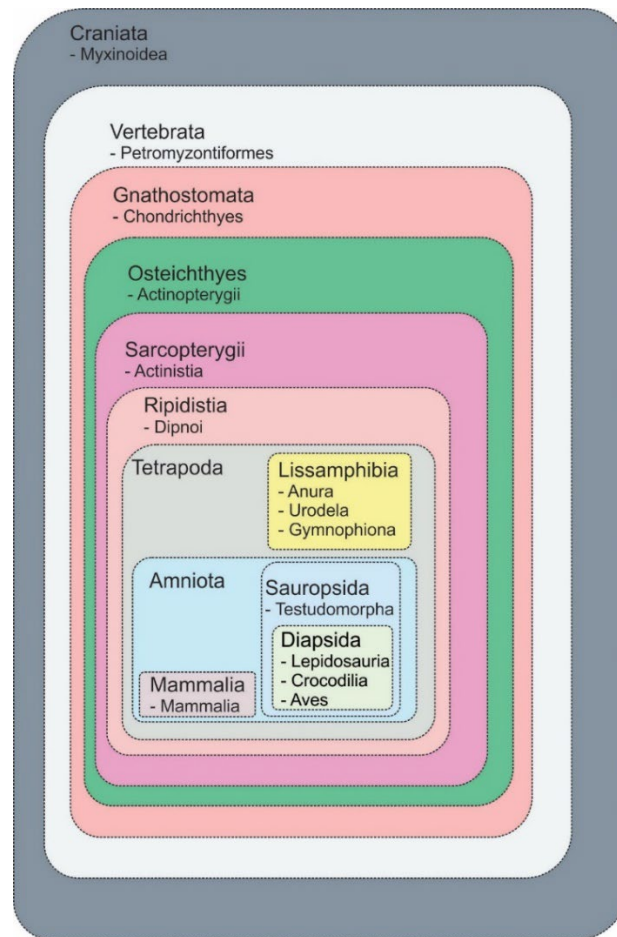 Craniata
- Myxinoidea
Vertebrata
- Petromyzontiformes
Gnathostomata
- Chondrichthyes
Osteichthyes
- Actinopterygii
Sarcopterygii
- Actinistia
Ripidistia
- Dipnoi
Tetrapoda
Lissamphibia
- Anura
- Urodela
- Gymnophiona
Amniota
Sauropsida
- Testudomorpha
Diapsida
- Lepidosauria
- Crocodilia
- Aves
Mammalia
- Mammalia